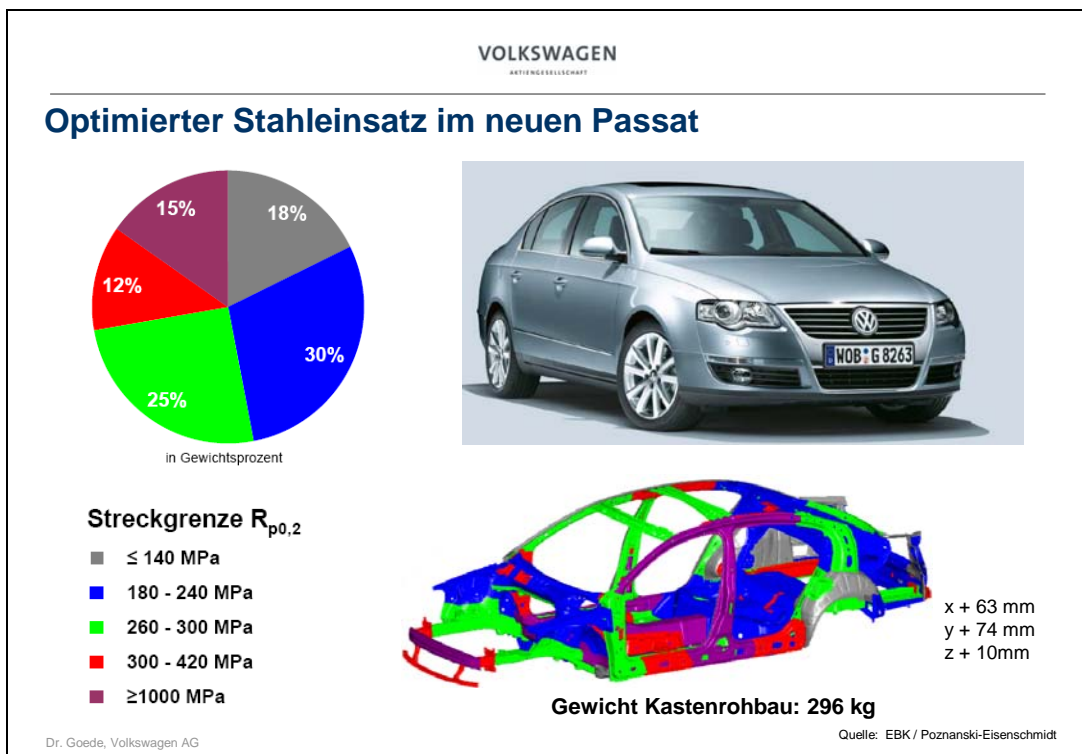 VOLKSWAGEN
AKTIENGESELLSCHAFT
Optimierter Stahleinsatz im neuen Passat
15%
18%
12%
30%
25%
in Gewichtsprozent
WOB G 8263
Streckgrenze Rp0,2
≤ 140 MPa
180 - 240 MPa
260 - 300 MPa
300 - 420 MPa
≥1000 MPa
x + 63 mm
y + 74 mm
z + 10mm
Gewicht Kastenrohbau: 296 kg
Dr. Goede, Volkswagen AG
Quelle: EBK / Poznanski-Eisenschmidt